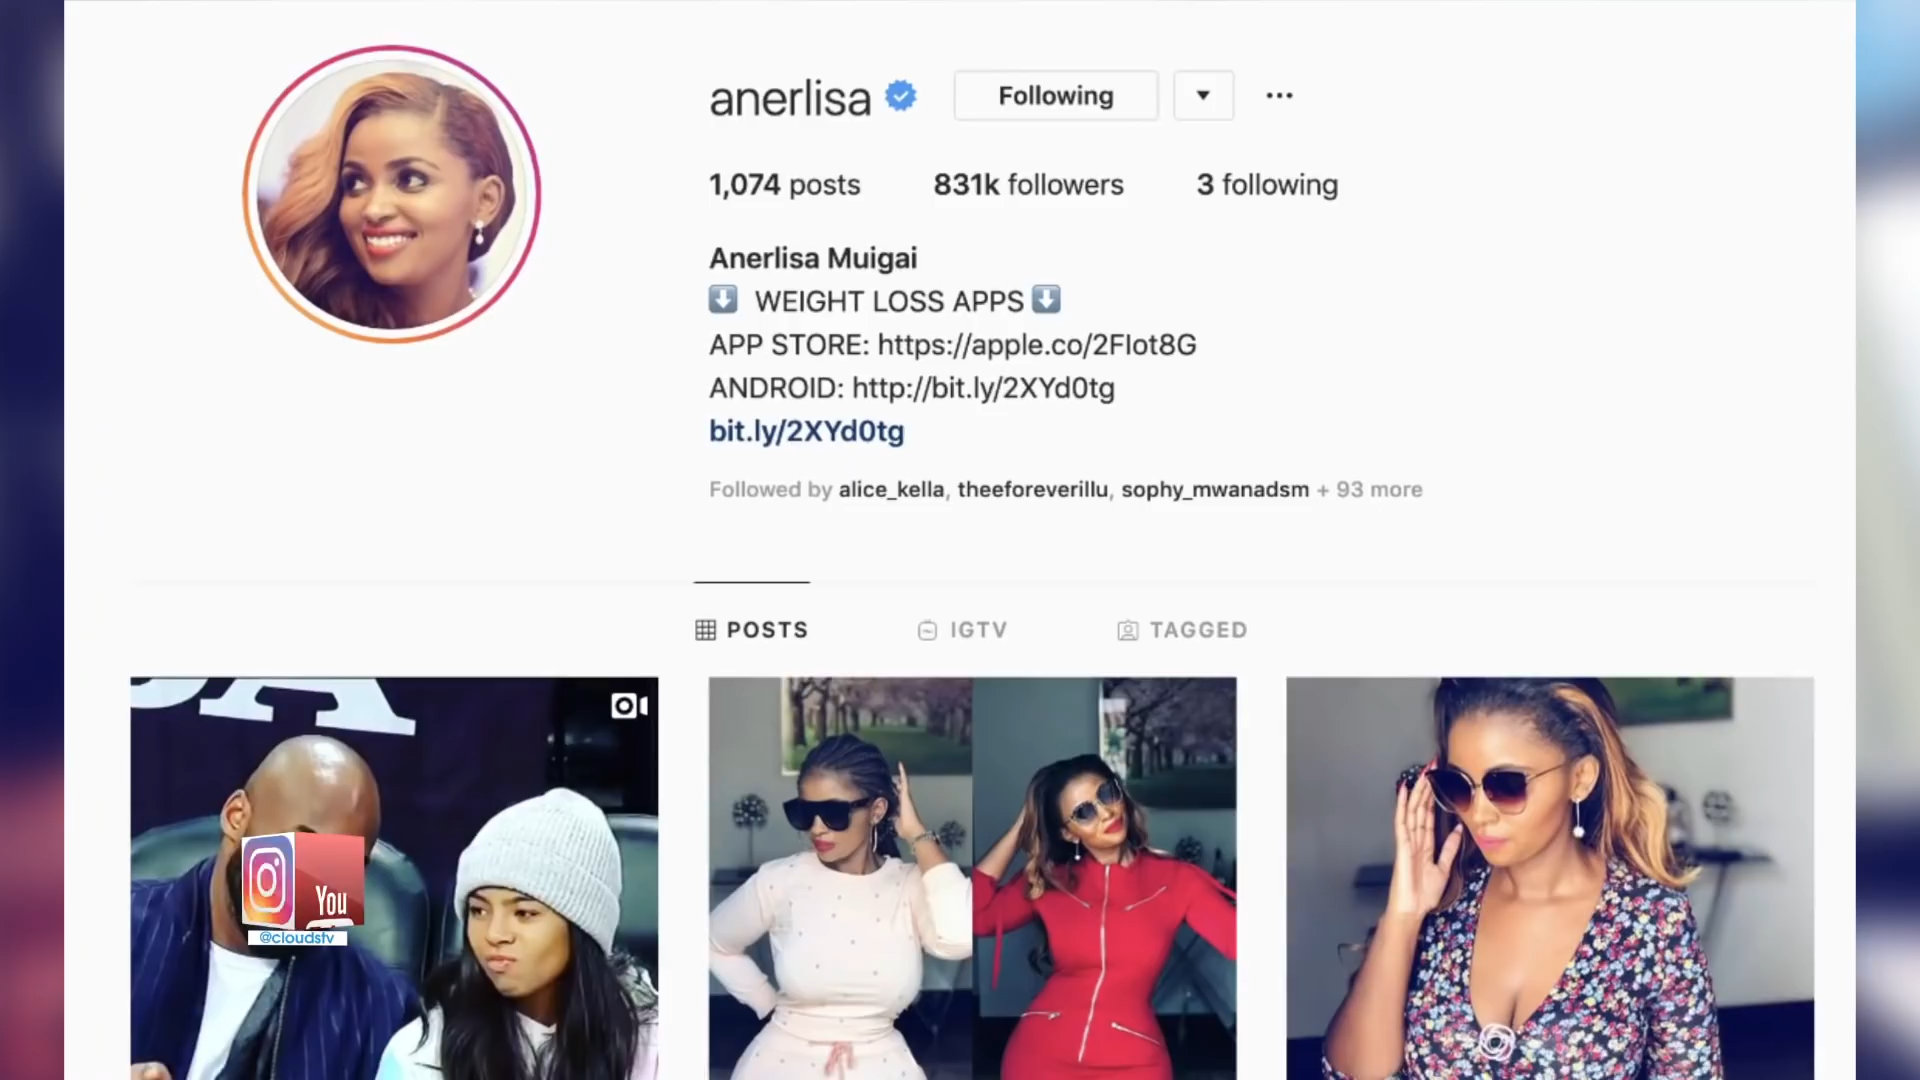 anerlisa Following
1,074 posts 831k followers 3 following
Anerlisa Muigai
WEIGHT LOSS APPS
APP STORE: https://apple.co/2FIot8G
ANDROID: http://bit.ly/2XYd0tg
bit.ly/2XYd0tg
Followed by alice_kella, theeforeverillu, sophy_mwanadsm + 93 more
POSTS IGTV TAGGED
You
@cloudstv